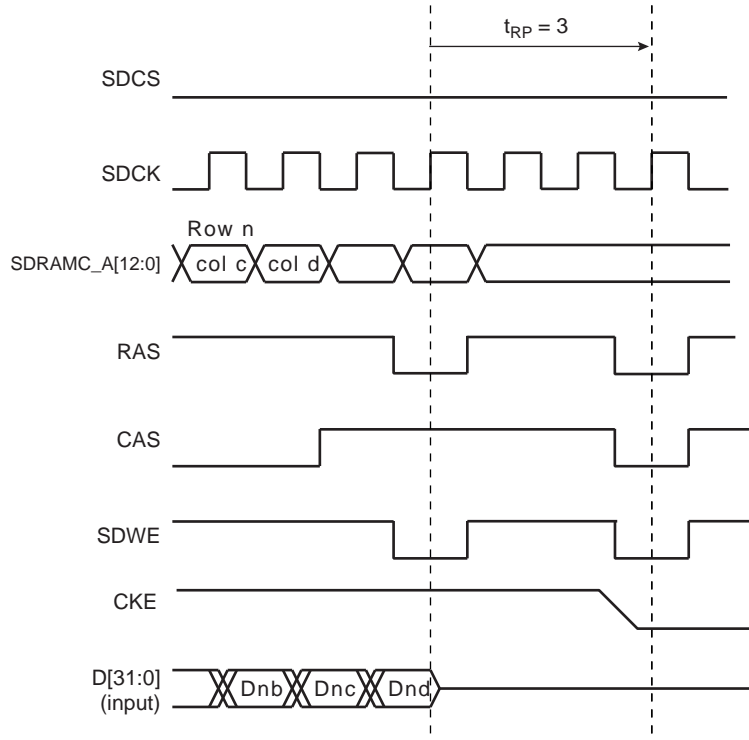 tRP = 3
SDCS
SDCK
Row n
SDRAMC_A[12:0]
col c
col d
RAS
CAS
SDWE
CKE
D[31:0]
(input)
Dnb
Dnc
Dnd